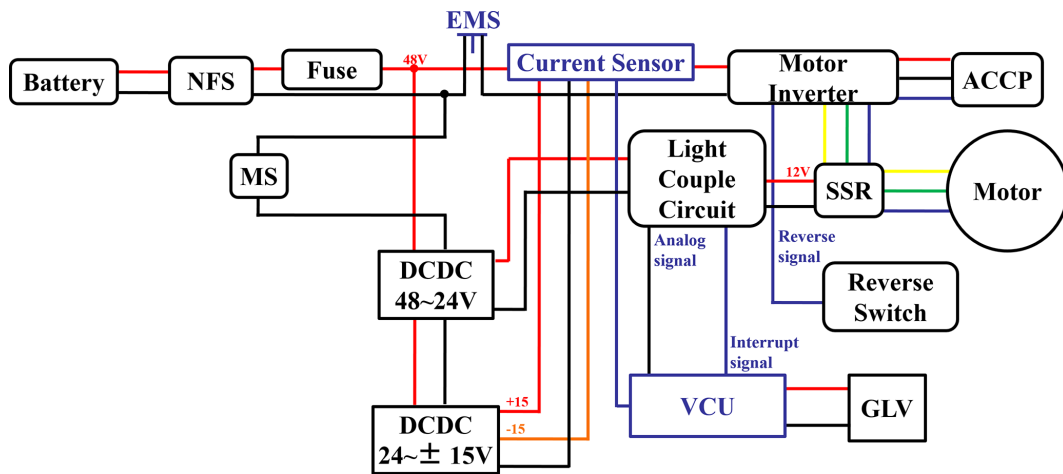 EMS
48V
Battery
NFS
Fuse
Current Sensor
Motor
Inverter
ACCP
MS
Light
Couple
Circuit
12V
SSR
Motor
Analog
signal
Reverse
signal
DCDC
48~24V
Reverse
Switch
Interrupt
signal
+15
-15
DCDC
24~± 15V
VCU
GLV